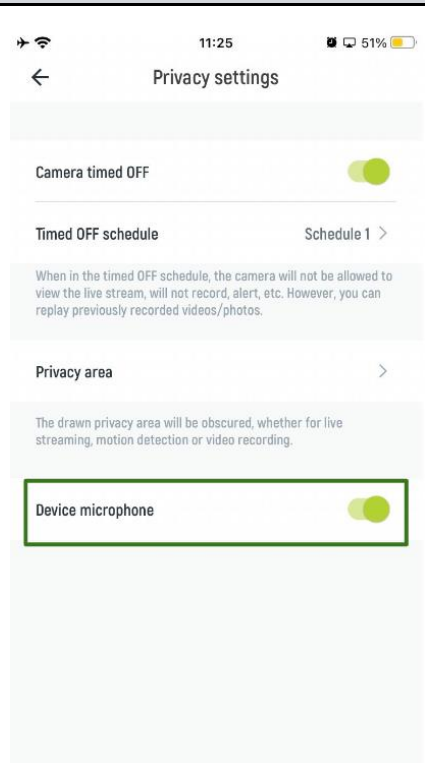 11:25
51%
Privacy settings
Camera timed OFF
Timed OFF schedule
Schedule 1
When in the timed OFF schedule, the camera will not be allowed to
view the live stream, will not record, alert, etc. However, you can
replay previously recorded videos/photos.
Privacy area
The drawn privacy area will be obscured, whether for live
streaming, motion detection or video recording.
Device microphone